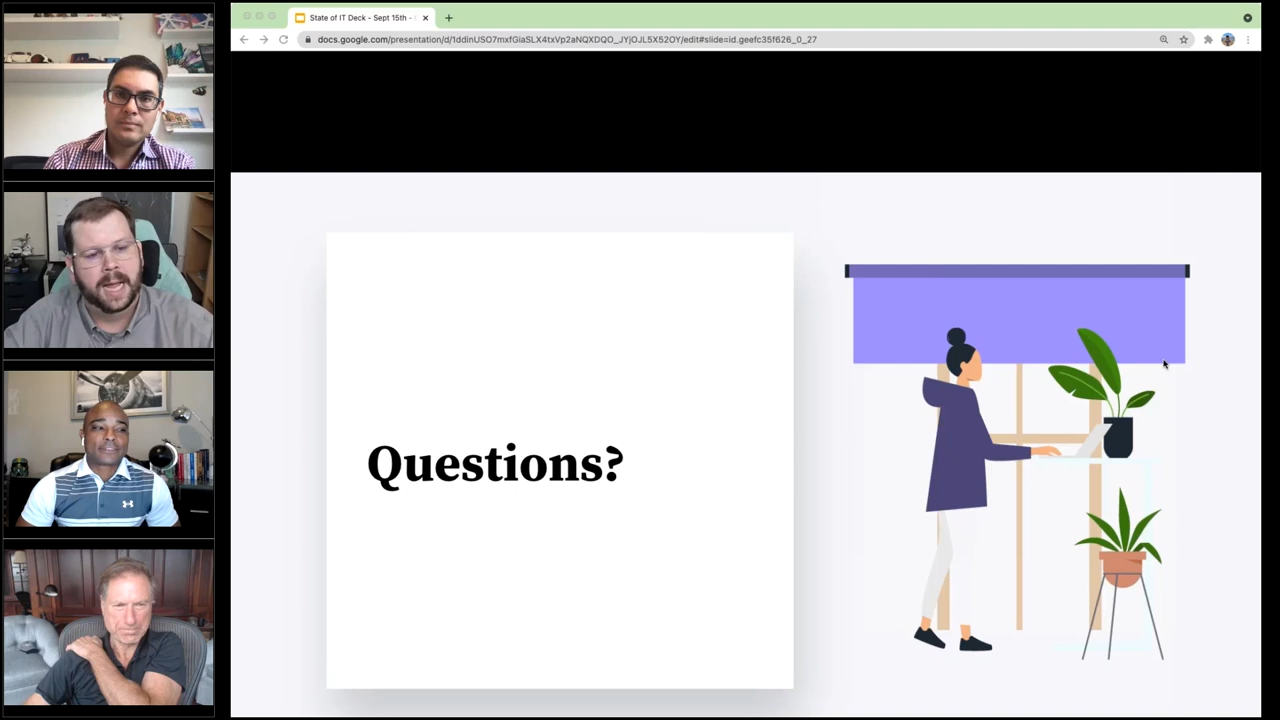 State of IT Deck - Sept 15th -
docs.google.com/presentation/d/1ddinUSO7mxfGiaSLX4txVp2aNQXDQO_JYjOJL5X52OY/edit#slide=id.geefc35f626_0_27
Questions?